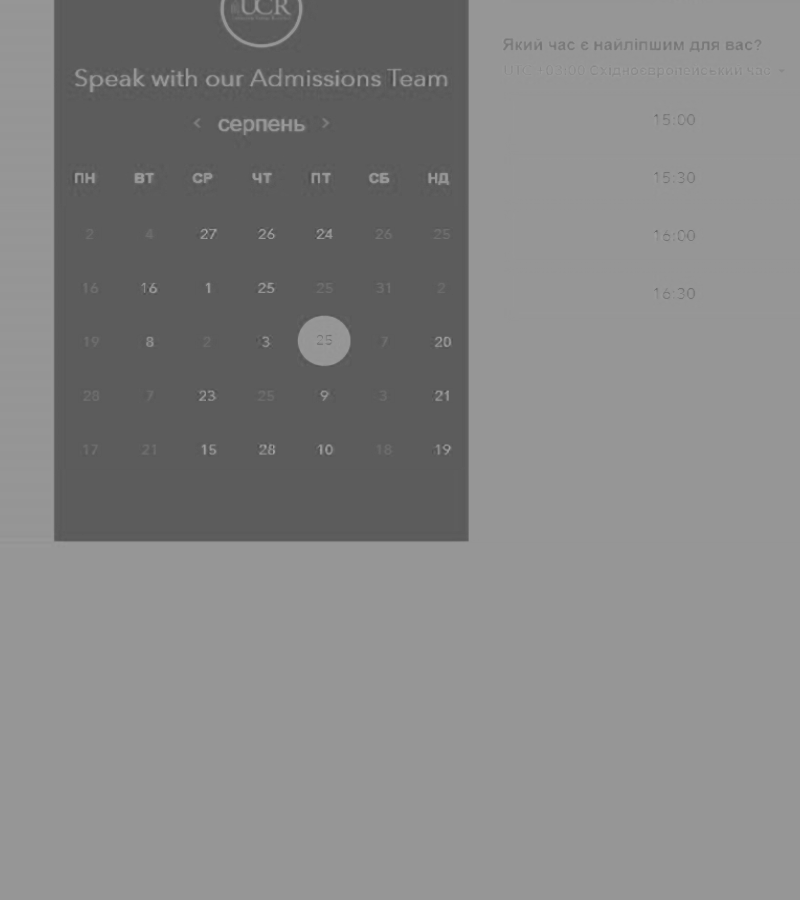 UCR
Speak with our Admissions Team
< серпень >
ПН ВТ СР ЧТ ПТ СБ НД
2 4 27 26 24 26 25
16 16 1 25 25 31 2
19 8 2 3 25 7 20
28 7 23 25 9 3 21
17 21 15 28 10 18 19
Який час є найліпшим для вас?
+03:00 Східноєвропейський час
15:00
15:30
16:00
16:30